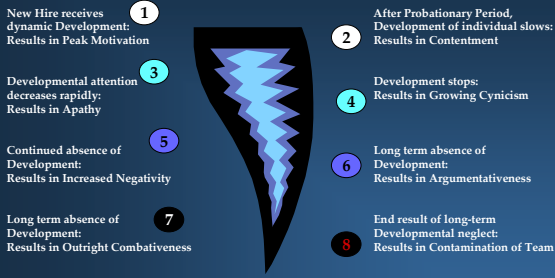 New Hire receives
dynamic Development:
Results in Peak Motivation
1
2
After Probationary Period,
Development of individual slows:
Results in Contentment
Developmental attention
decreases rapidly:
Results in Apathy
3
4
Development stops:
Results in Growing Cynicism
Continued absence of
Development:
Results in Increased Negativity
5
6
Long term absence of
Development:
Results in Argumentativeness
Long term absence of
Development:
Results in Outright Combativeness
7
8
End result of long-term
Developmental neglect:
Results in Contamination of Team